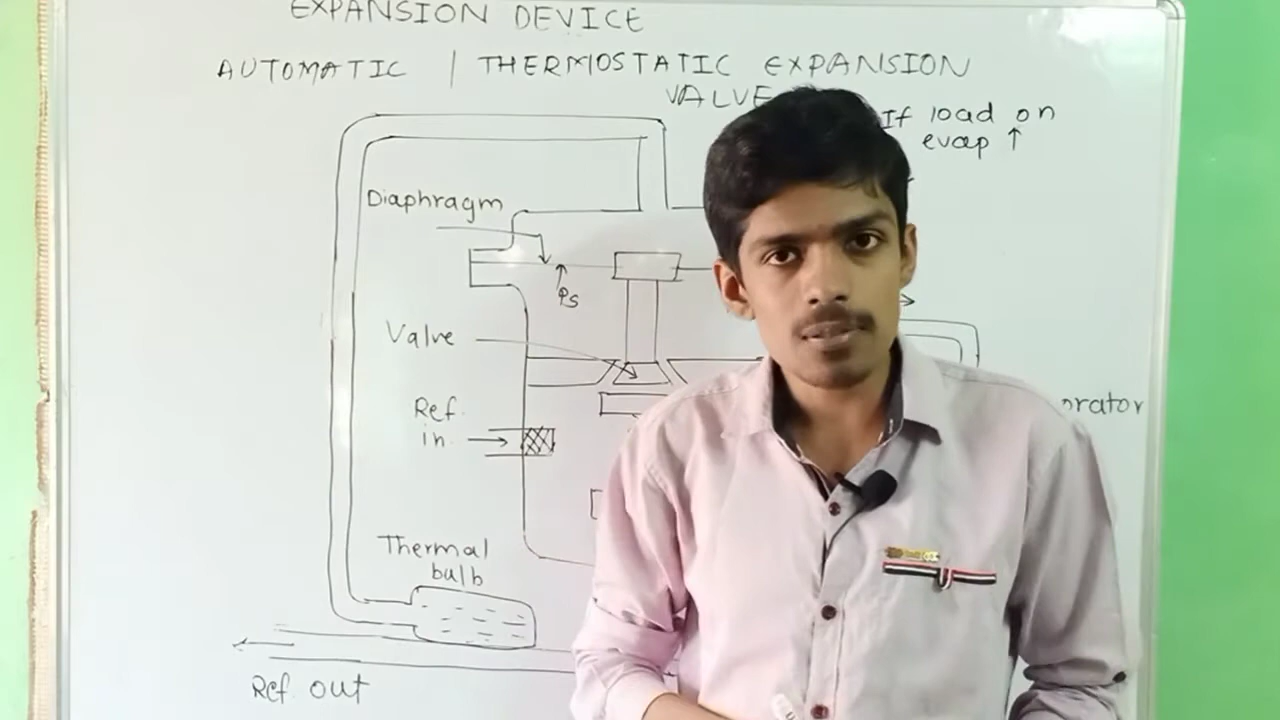 EXPANSION DEVICE
AUTOMATIC | THERMOSTATIC EXPANSION
VALVE
If load on
evap ↑
Diaphragm
Ps
Valve
Ref
in
orator
Thermal
bulb
Ref out